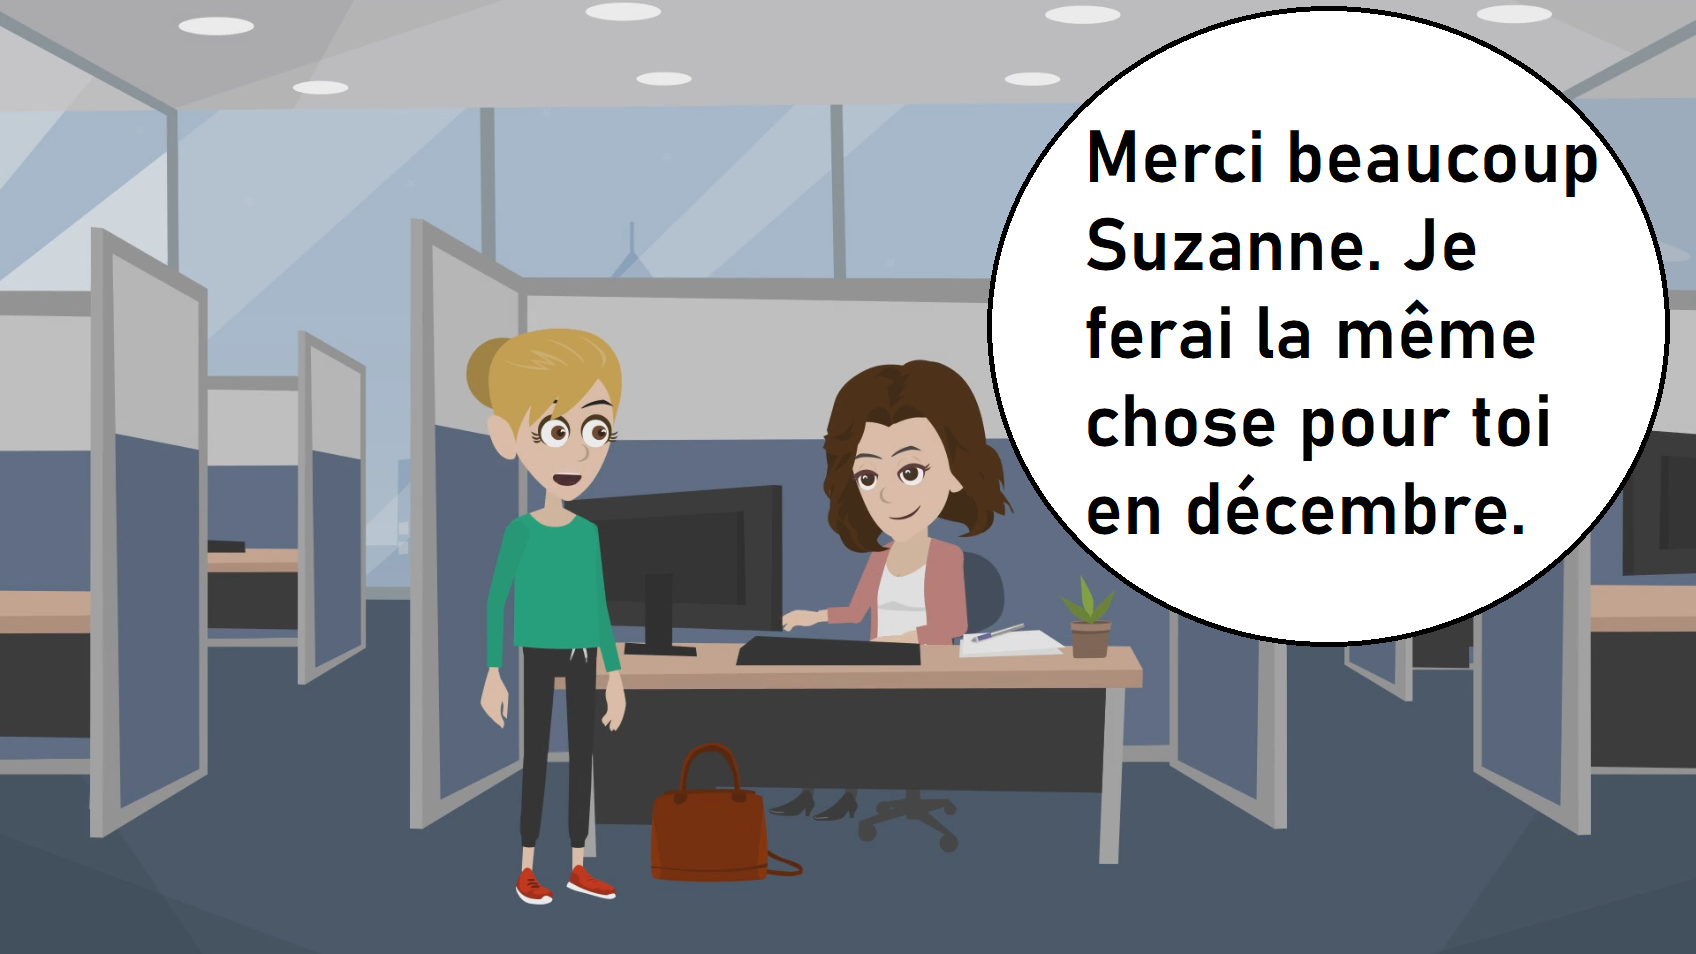 Merci beaucoup
Suzanne. Je
ferai la même
chose pour toi
en décembre.